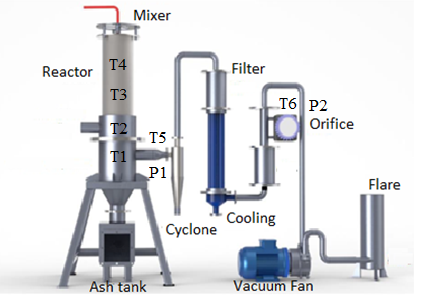 Mixer
Reactor
T4
T3
T2
T1
T5
P1
Filter
T6
P2
Orifice
Flare
Cyclone
Cooling
Ash tank
Vacuum Fan